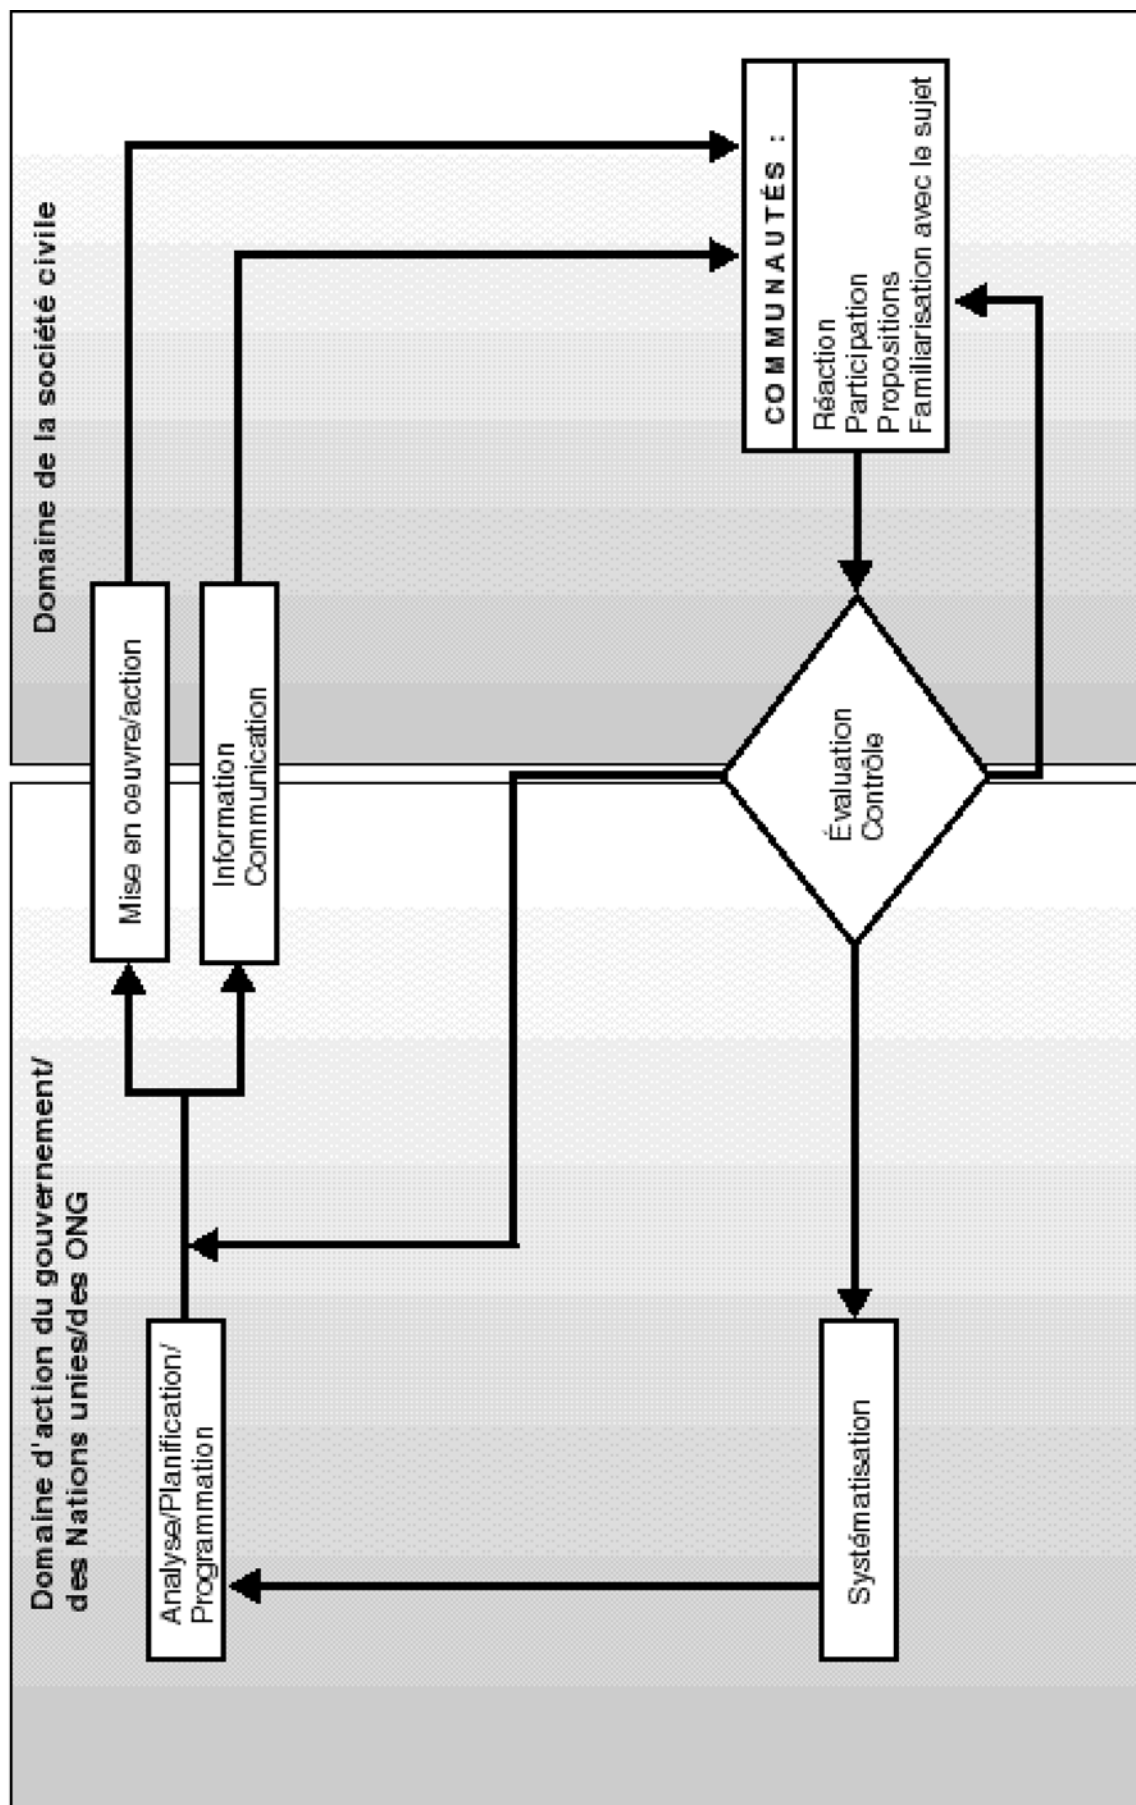 Domaine d'action du gouvernement/
des Nations unies/des ONG
Domaine de la société civile
Analyse/Planification/
Programmation
Mise en oeuvre/action
Information
Communication
COMMUNAUTÉS :
Réaction
Participation
Propositions
Familiarisation avec le sujet
Évaluation
Contrôle
Systématisation